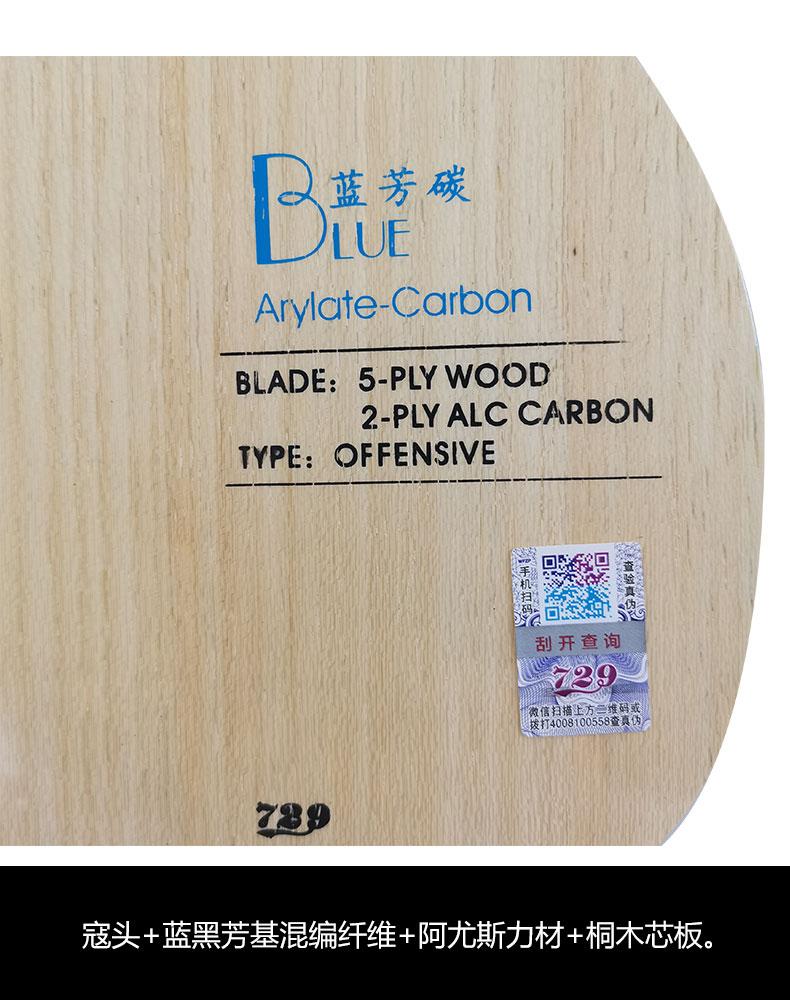 蓝芳碳
BLUE
Arylate-Carbon
BLADE: 5-PLY WOOD
2-PLY ALC CARBON
TYPE: OFFENSIVE
手机扫码
查验真伪
刮开查询
729
微信扫描上方二维码或
拨打4008100558查真伪
729
寇头+蓝黑芳基混编纤维+阿尤斯力材+桐木芯板。